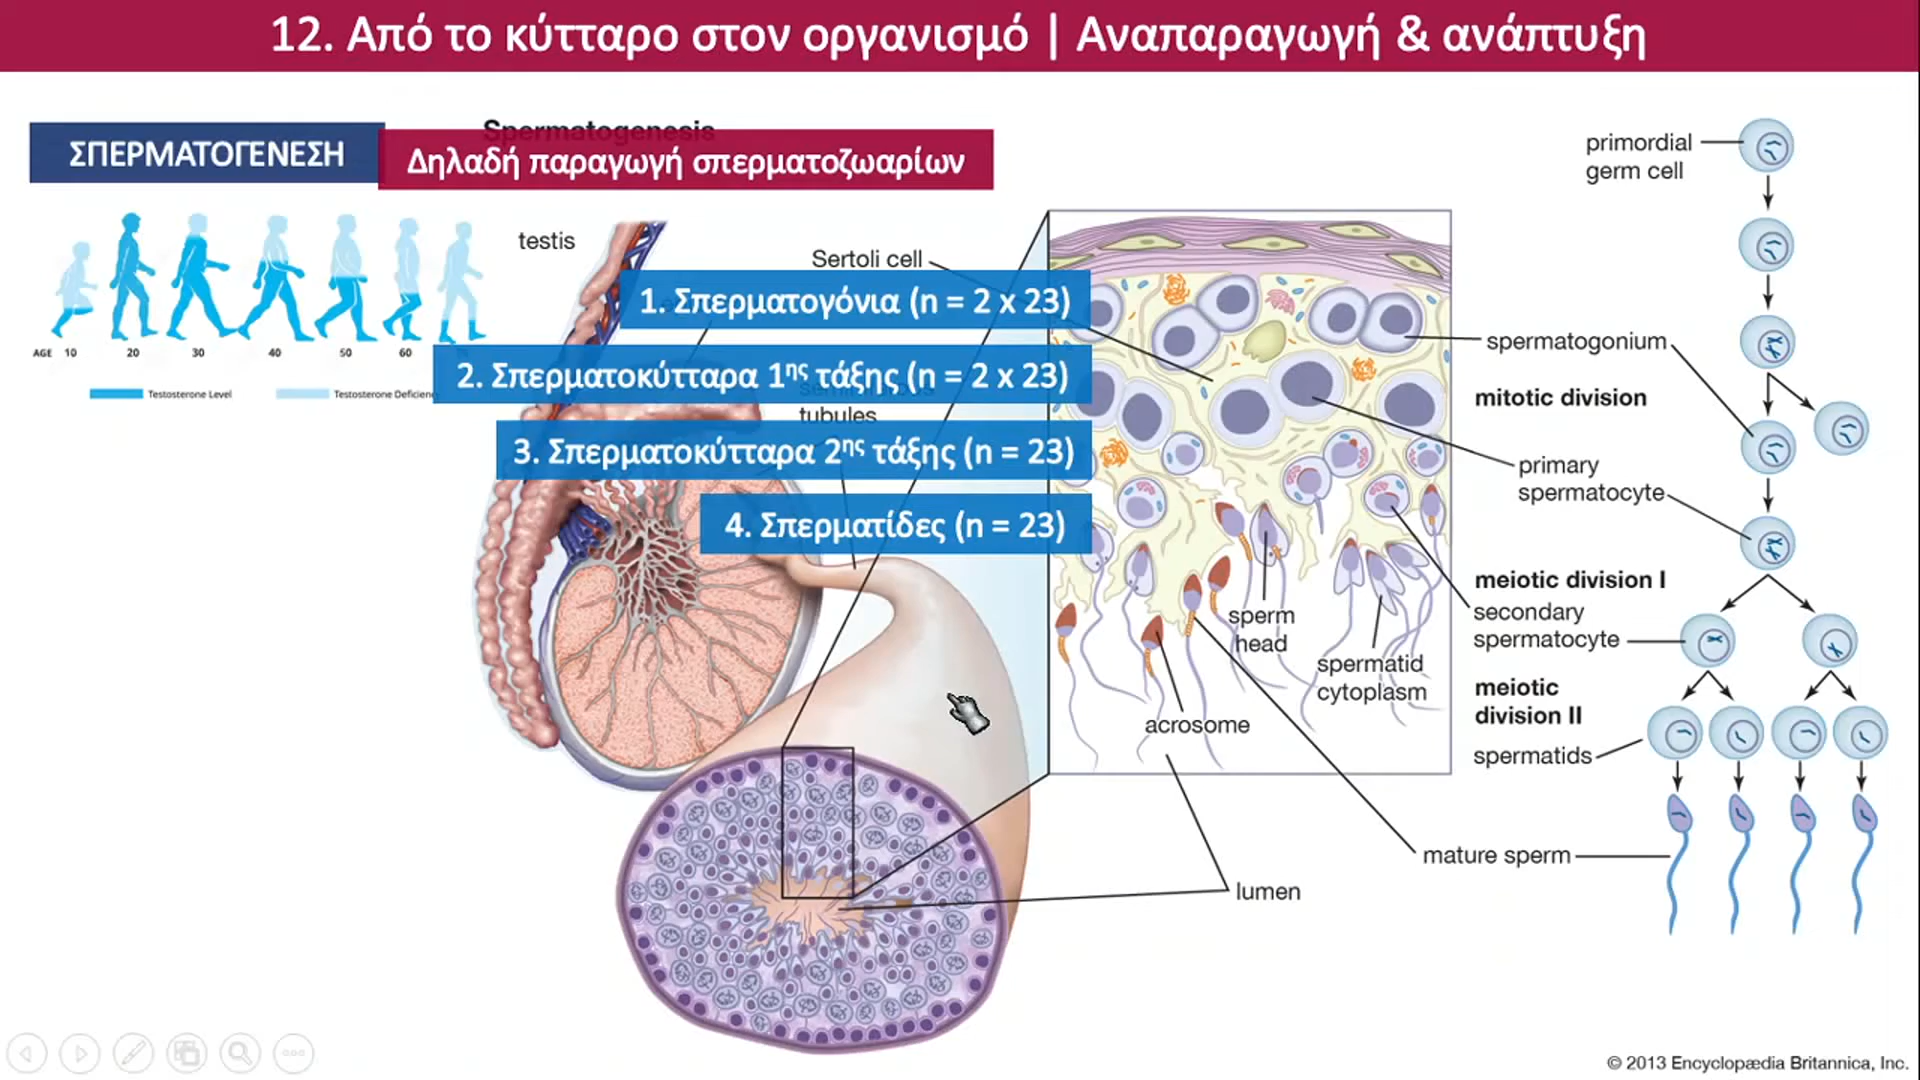 12. Από το κύτταρο στον οργανισμό | Αναπαραγωγή & ανάπτυξη
ΣΠΕΡΜΑΤΟΓΕΝΕΣΗ
Spermatogenesis
Δηλαδή παραγωγή σπερματοζωαρίων
AGE 10 20 30 40 50 60
Testosterone Level
Testosterone
testis
Sertoli cell
1. Σπερματογόνια (n = 2 x 23)
2. Σπερματοκύτταρα 1ης τάξης (n = 2 x 23)
seminiferous
tubules
3. Σπερματοκύτταρα 2ης τάξης (n = 23)
4. Σπερματίδες (n = 23)
sperm
head
spermatid
cytoplasm
acrosome
lumen
primordial
germ cell
spermatogonium
mitotic division
primary
spermatocyte
meiotic division I
secondary
spermatocyte
meiotic
division II
spermatids
mature sperm
© 2013 Encyclopædia Britannica, Inc.